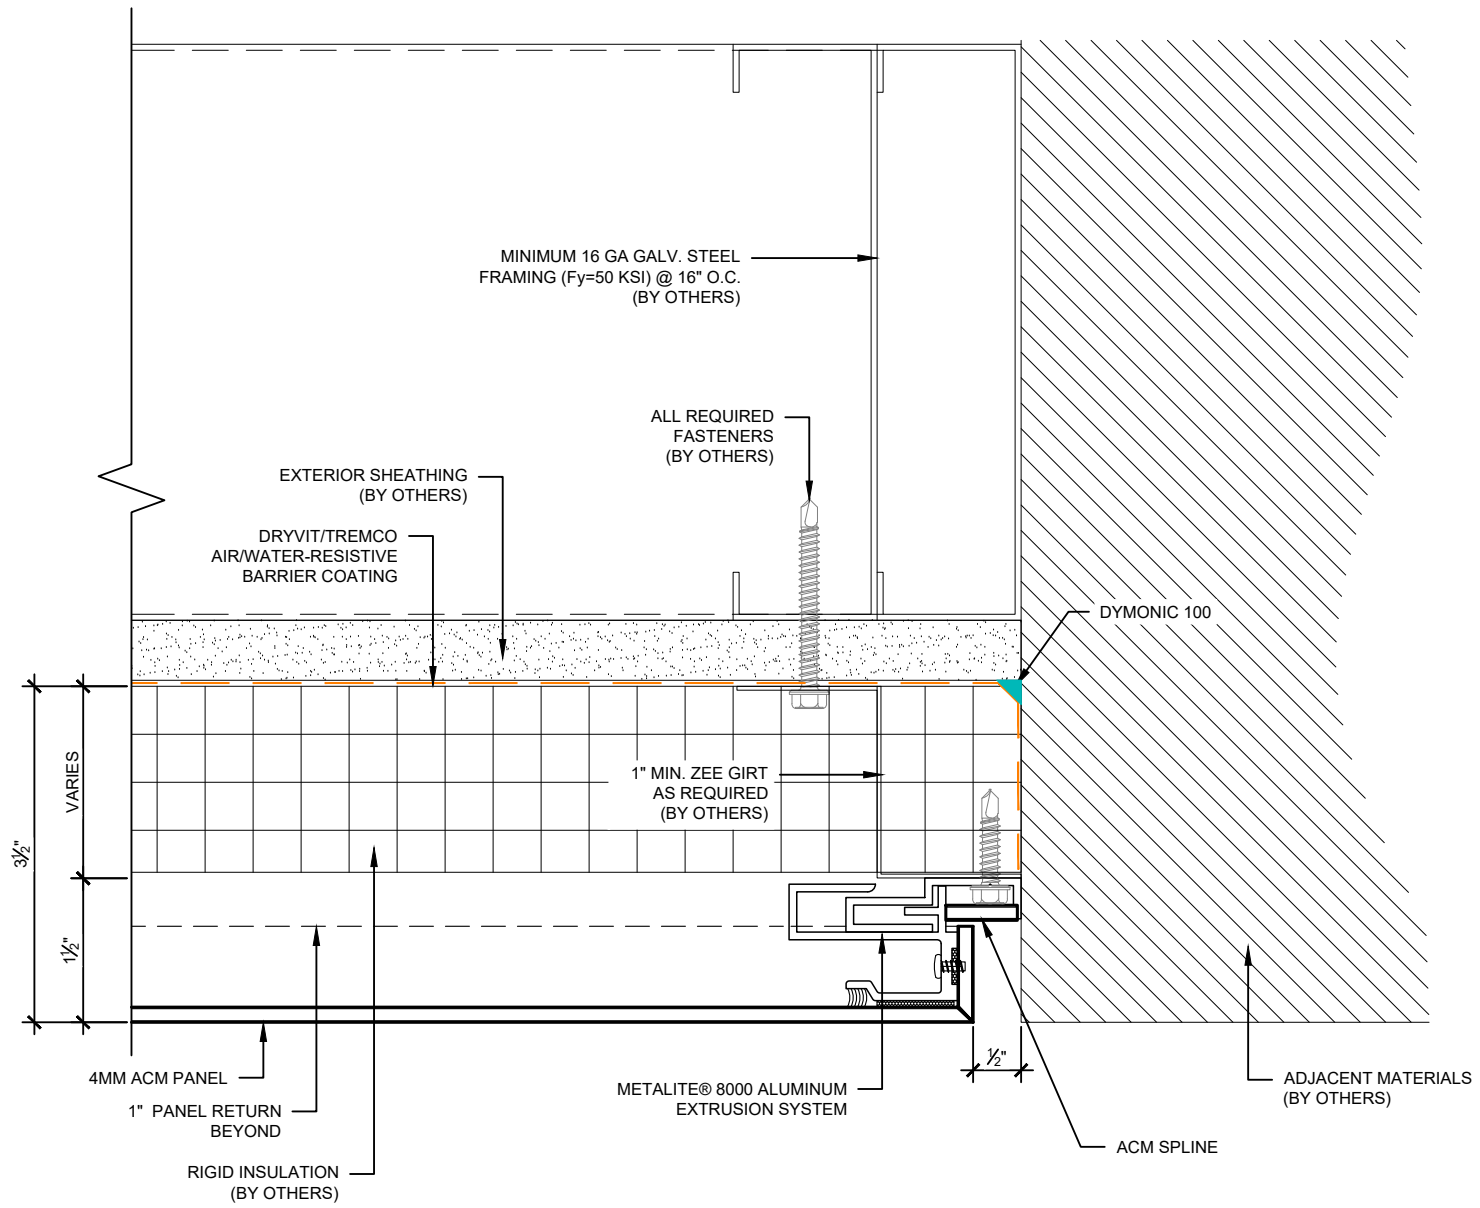 MINIMUM 16 GA GALV. STEEL
FRAMING (Fy=50 KSI) @ 16" O.C.
(BY OTHERS)
ALL REQUIRED
FASTENERS
(BY OTHERS)
EXTERIOR SHEATHING
(BY OTHERS)
DRYVIT/TREMCO
AIR/WATER-RESISTIVE
BARRIER COATING
DYMONIC 100
1" MIN. ZEE GIRT
AS REQUIRED
(BY OTHERS)
VARIES
3½"
1½"
½"
4MM ACM PANEL
1" PANEL RETURN
BEYOND
RIGID INSULATION
(BY OTHERS)
METALITE® 8000 ALUMINUM
EXTRUSION SYSTEM
ADJACENT MATERIALS
(BY OTHERS)
ACM SPLINE